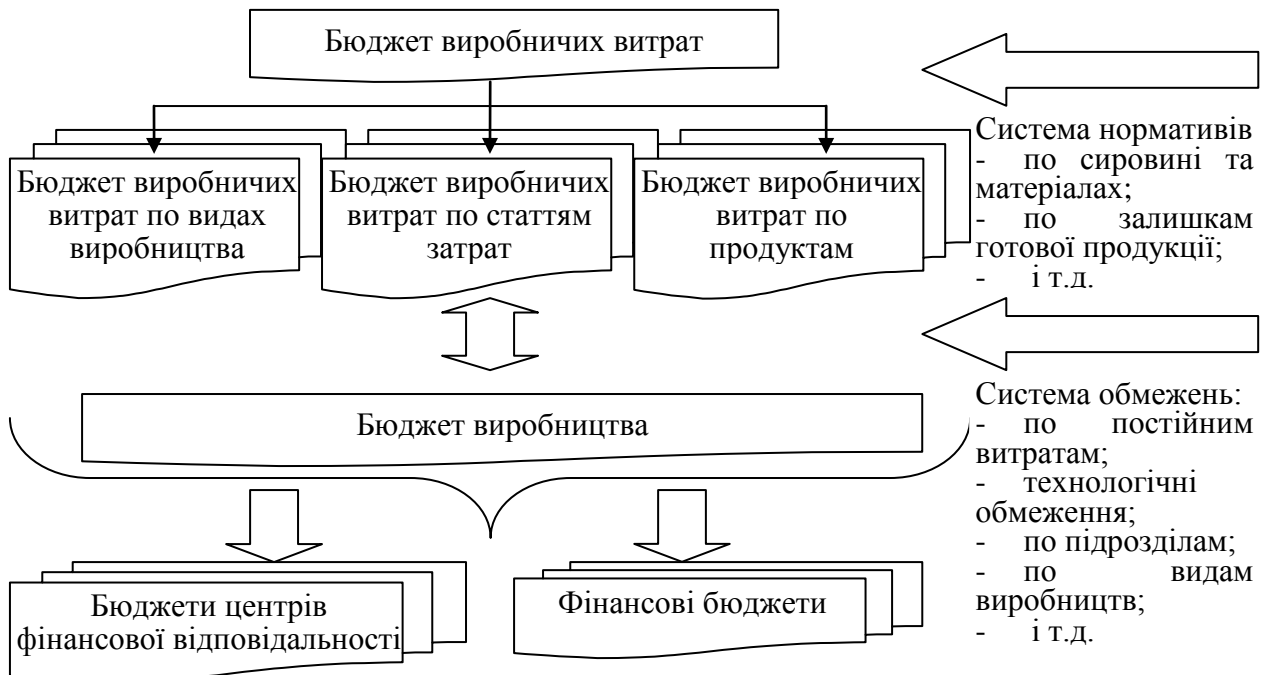 Бюджет виробничих витрат
Бюджет виробничих
витрат по видах
виробництва
Бюджет виробничих
витрат по статтям
затрат
Бюджет виробничих
витрат по
продуктам
Система нормативів
- по сировині та
матеріалах;
- по залишкам
готової продукції;
- і т.д.
Бюджет виробництва
Система обмежень:
- по постійним
витратам;
- технологічні
обмеження;
- по підрозділам;
- по видам
виробництв;
- і т.д.
Бюджети центрів
фінансової відповідальності
Фінансові бюджети